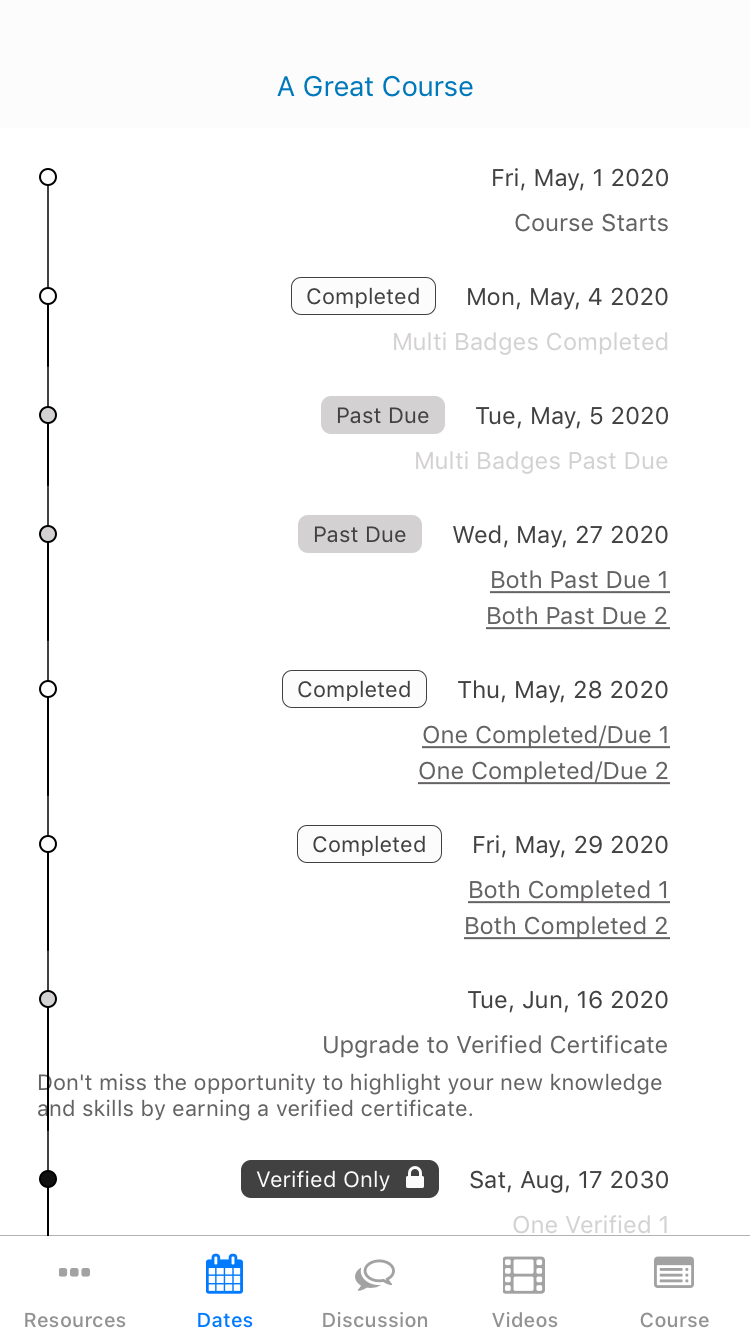 A Great Course
Fri, May, 1 2020
Course Starts
Completed Mon, May, 4 2020
Multi Badges Completed
Past Due Tue, May, 5 2020
Multi Badges Past Due
Past Due Wed, May, 27 2020
Both Past Due 1
Both Past Due 2
Completed Thu, May, 28 2020
One Completed/Due 1
One Completed/Due 2
Completed Fri, May, 29 2020
Both Completed 1
Both Completed 2
Tue, Jun, 16 2020
Upgrade to Verified Certificate
Don't miss the opportunity to highlight your new knowledge
and skills by earning a verified certificate.
Verified Only Sat, Aug, 17 2030
One Verified 1
Resources Dates Discussion Videos Course